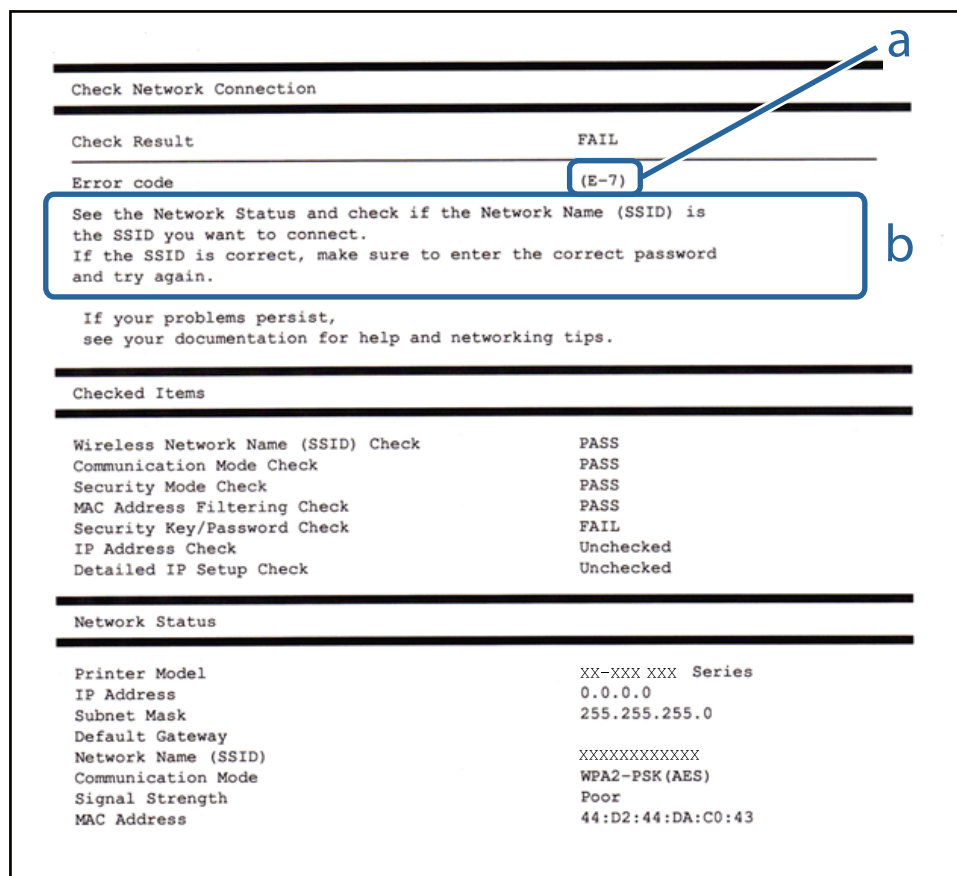 a
Check Network Connection
Check Result FAIL
Error code (E-7)
See the Network Status and check if the Network Name (SSID) is
the SSID you want to connect.
If the SSID is correct, make sure to enter the correct password
and try again.
b
If your problems persist,
see your documentation for help and networking tips.
Checked Items
Wireless Network Name (SSID) Check PASS
Communication Mode Check PASS
Security Mode Check PASS
MAC Address Filtering Check PASS
Security Key/Password Check FAIL
IP Address Check Unchecked
Detailed IP Setup Check Unchecked
Network Status
Printer Model XX-XXX XXX Series
IP Address 0.0.0.0
Subnet Mask 255.255.255.0
Default Gateway
Network Name (SSID) XXXXXXXXXXXX
Communication Mode WPA2-PSK(AES)
Signal Strength Poor
MAC Address 44:D2:44:DA:C0:43